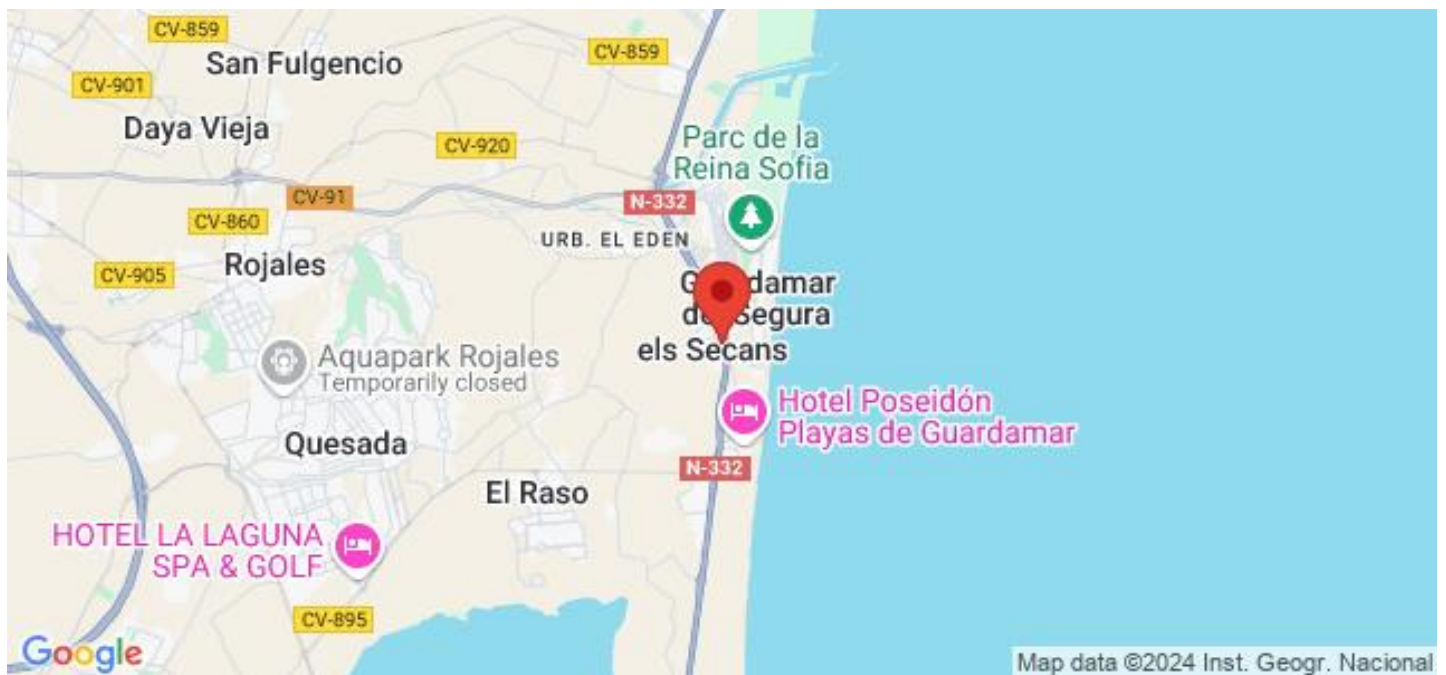 CV-859
San Fulgencio
CV-859
CV-901
Daya Vieja
CV-920
Parc de la
Reina Sofia
CV-91
N-332
CV-860
URB. EL EDEN
CV-905
Rojales
G damar
de Segura
els Secans
Aquapark Rojales
Temporarily closed
Hotel Poseidón
Playas de Guardamar
Quesada
N-332
El Raso
HOTEL LA LAGUNA
SPA & GOLF
CV-895
Google
Map data ©2024 Inst. Geogr. Nacional